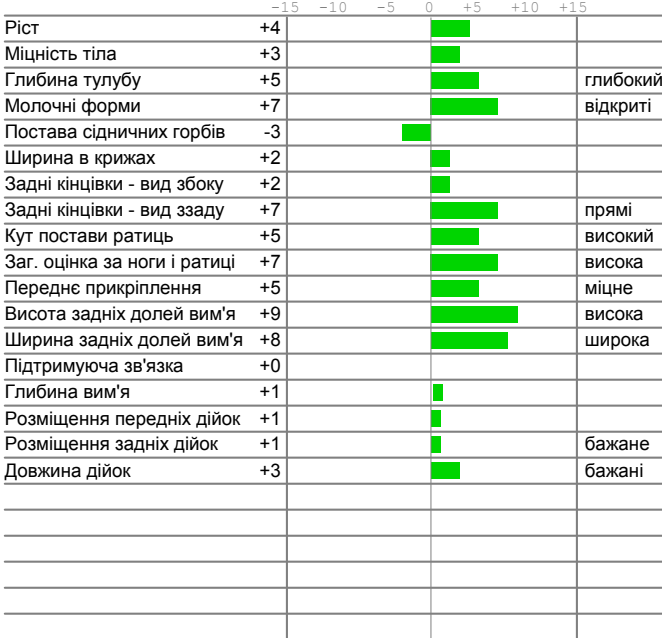 -15 -10 -5 0 +5 +10 +15
Ріст +4
Міцність тіла +3
Глибина тулубу +5 глибокий
Молочні форми +7 відкриті
Постава сідничних горбів -3
Ширина в крижах +2
Задні кінцівки - вид збоку +2
Задні кінцівки - вид ззаду +7 прямі
Кут постави ратиць +5 високий
Заг. оцінка за ноги і ратиці +7 висока
Переднє прикріплення +5 міцне
Висота задніх долей вим'я +9 висока
Ширина задніх долей вим'я +8 широка
Підтримуюча зв'язка +0
Глибина вим'я +1
Розміщення передніх дійок +1
Розміщення задніх дійок +1 бажане
Довжина дійок +3 бажані